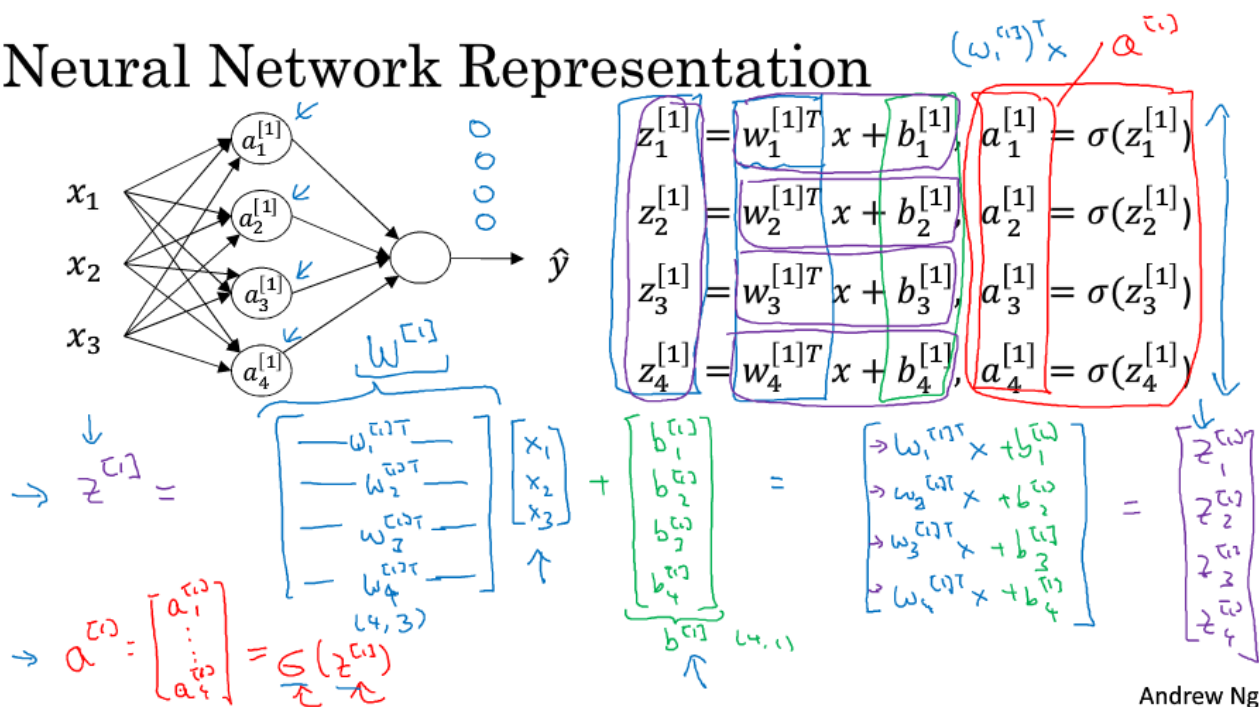 Neural Network Representation
(w₁^[1])ᵀ x
a^[1]
x₁
x₂
x₃
a₁^[1]
a₂^[1]
a₃^[1]
a₄^[1]
ŷ
z₁^[1] = w₁^[1]T x + b₁^[1], a₁^[1] = σ(z₁^[1])
z₂^[1] = w₂^[1]T x + b₂^[1], a₂^[1] = σ(z₂^[1])
z₃^[1] = w₃^[1]T x + b₃^[1], a₃^[1] = σ(z₃^[1])
z₄^[1] = w₄^[1]T x + b₄^[1], a₄^[1] = σ(z₄^[1])
W^[1]
→ z^[1] =
w₁^[1]T
w₂^[1]T
w₃^[1]T
w₄^[1]T
(4,3)
x₁
x₂
x₃
+
b₁^[1]
b₂^[1]
b₃^[1]
b₄^[1]
b^[1] (4,1)
=
→ w₁^[1]T x + b₁^[1]
→ w₂^[1]T x + b₂^[1]
→ w₃^[1]T x + b₃^[1]
→ w₄^[1]T x + b₄^[1]
=
z₁^[1]
z₂^[1]
z₃^[1]
z₄^[1]
→ a^[1] = [a₁^[1] ⋮ a₄^[1]] = σ(z^[1])
Andrew Ng